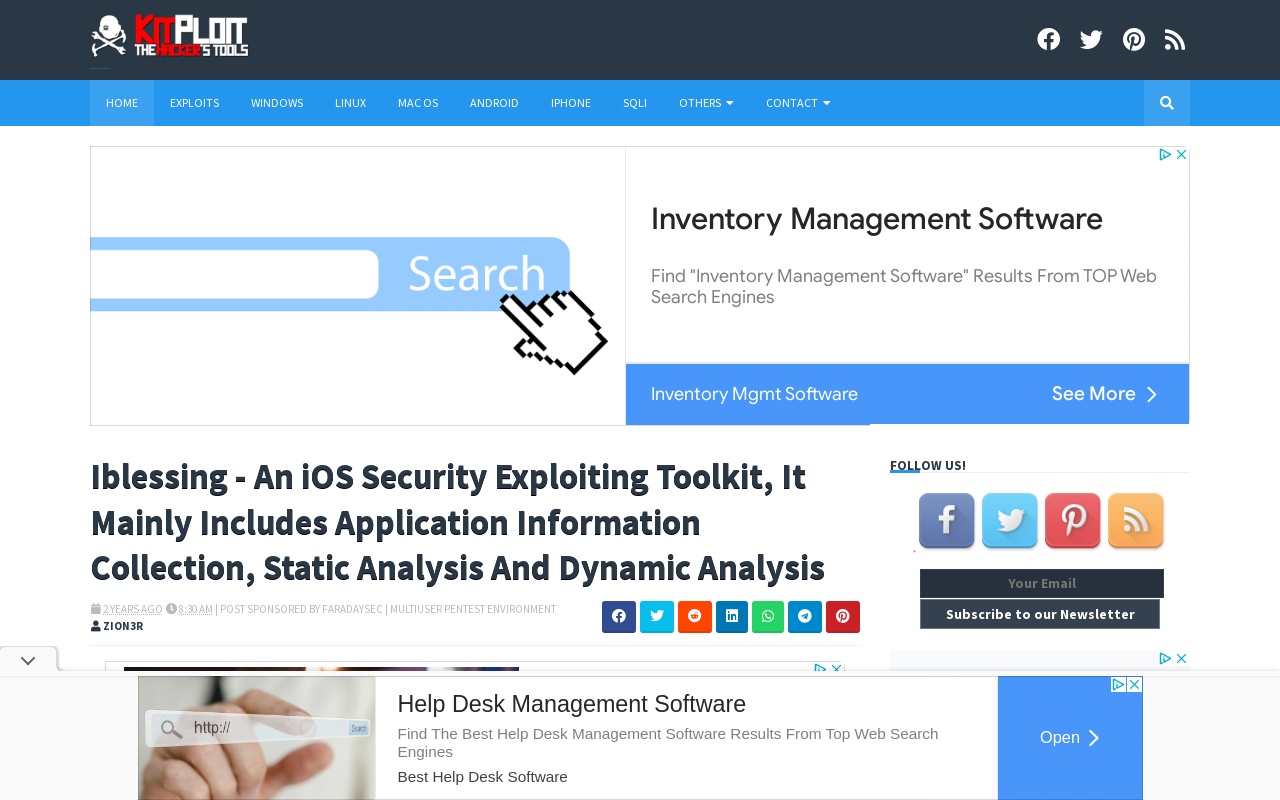 KITPLOIT
THE HACKER'S TOOLS
HOME
EXPLOITS
WINDOWS
LINUX
MAC OS
ANDROID
IPHONE
SQLI
OTHERS
CONTACT
Search
Inventory Management Software
Find "Inventory Management Software" Results From TOP Web
Search Engines
Inventory Mgmt Software
See More
Iblessing - An iOS Security Exploiting Toolkit, It
Mainly Includes Application Information
Collection, Static Analysis And Dynamic Analysis
2 YEARS AGO 8:30 AM | POST SPONSORED BY FARADAYSEC | MULTIUSER PENTEST ENVIRONMENT
ZION3R
FOLLOW US!
Your Email
Subscribe to our Newsletter
http://
Search
Help Desk Management Software
Find The Best Help Desk Management Software Results From Top Web Search
Engines
Best Help Desk Software
Open